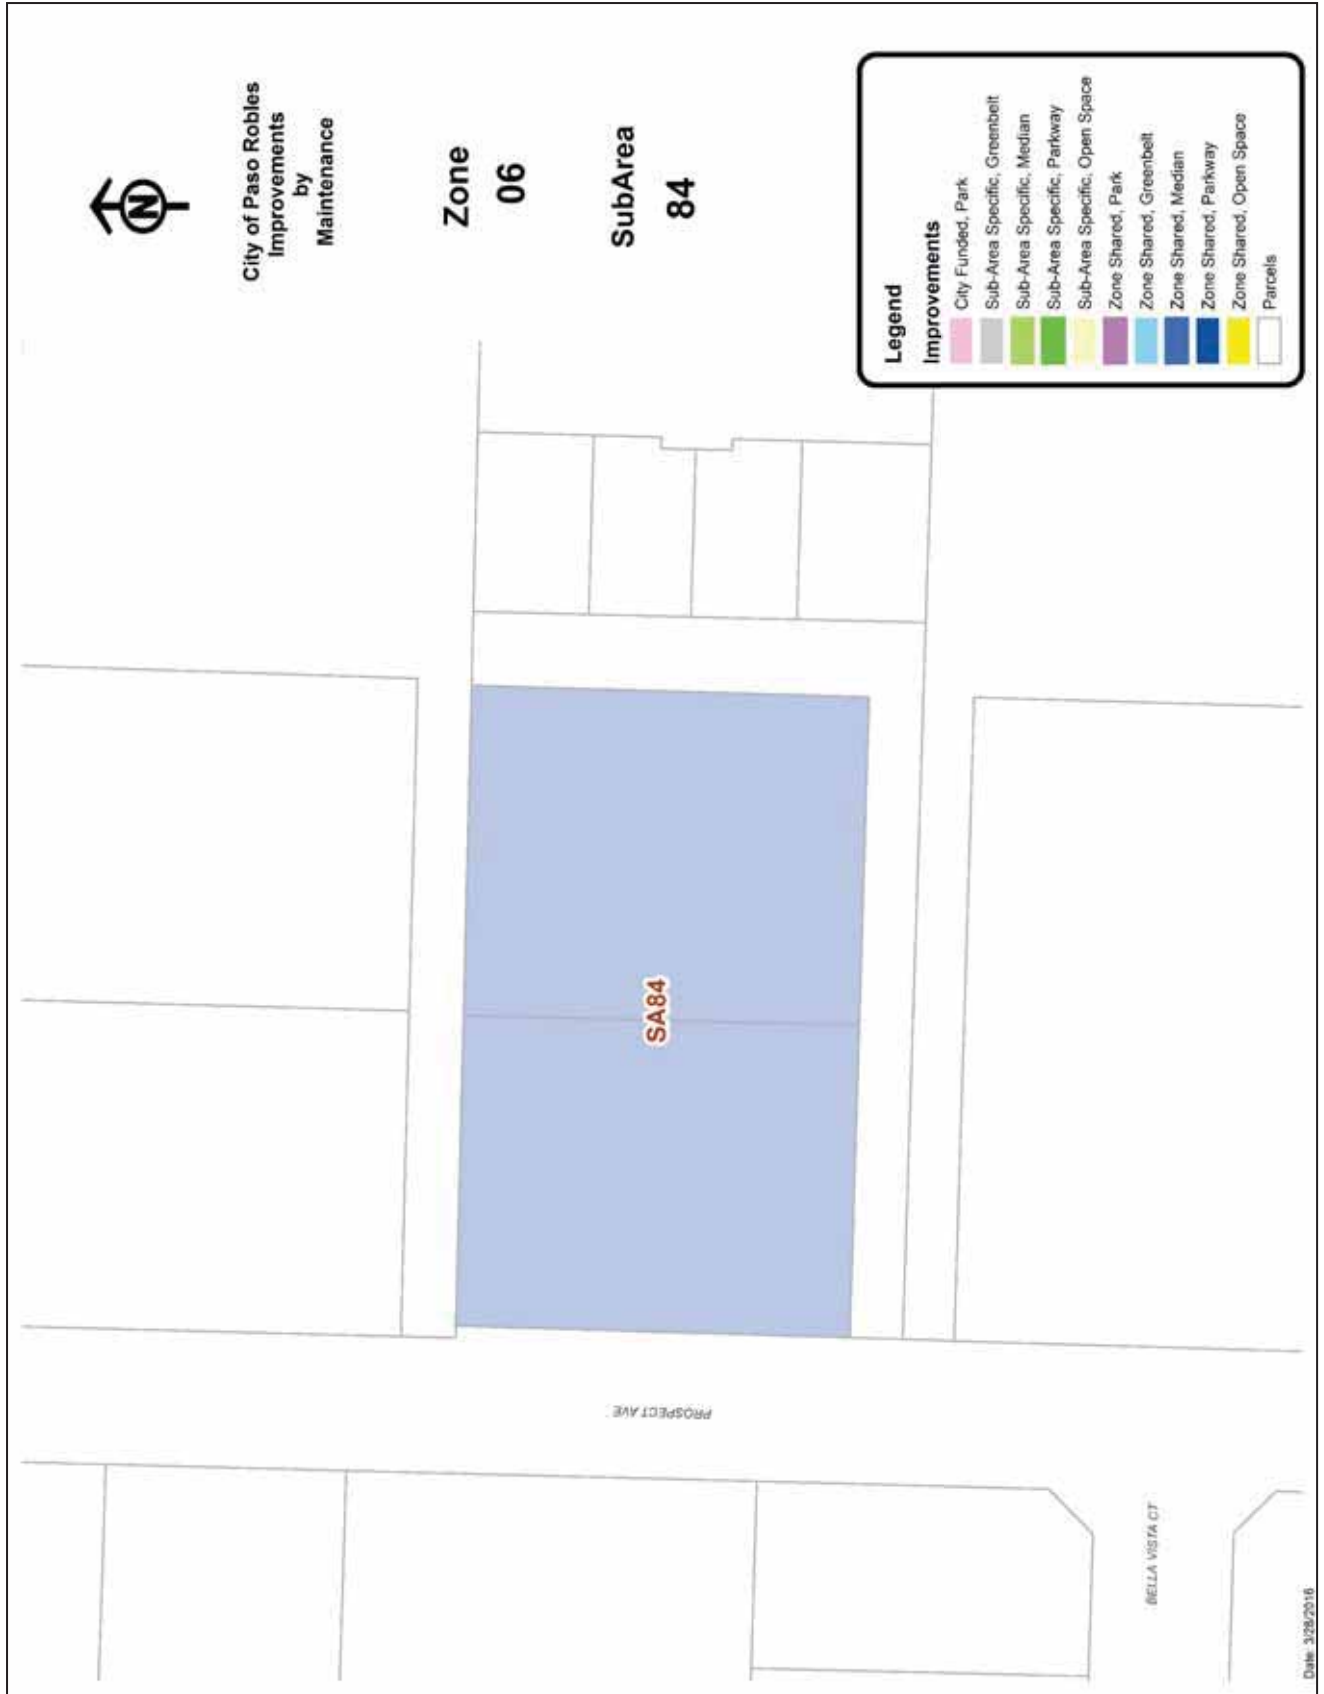 N
City of Paso Robles
Improvements
by
Maintenance
Zone
06
SubArea
84
SA84
PROSPECT AVE
BELLA VISTA CT
Legend
Improvements
City Funded, Park
Sub-Area Specific, Greenbelt
Sub-Area Specific, Median
Sub-Area Specific, Parkway
Sub-Area Specific, Open Space
Zone Shared, Park
Zone Shared, Greenbelt
Zone Shared, Median
Zone Shared, Parkway
Zone Shared, Open Space
Parcels
Date: 3/28/2016